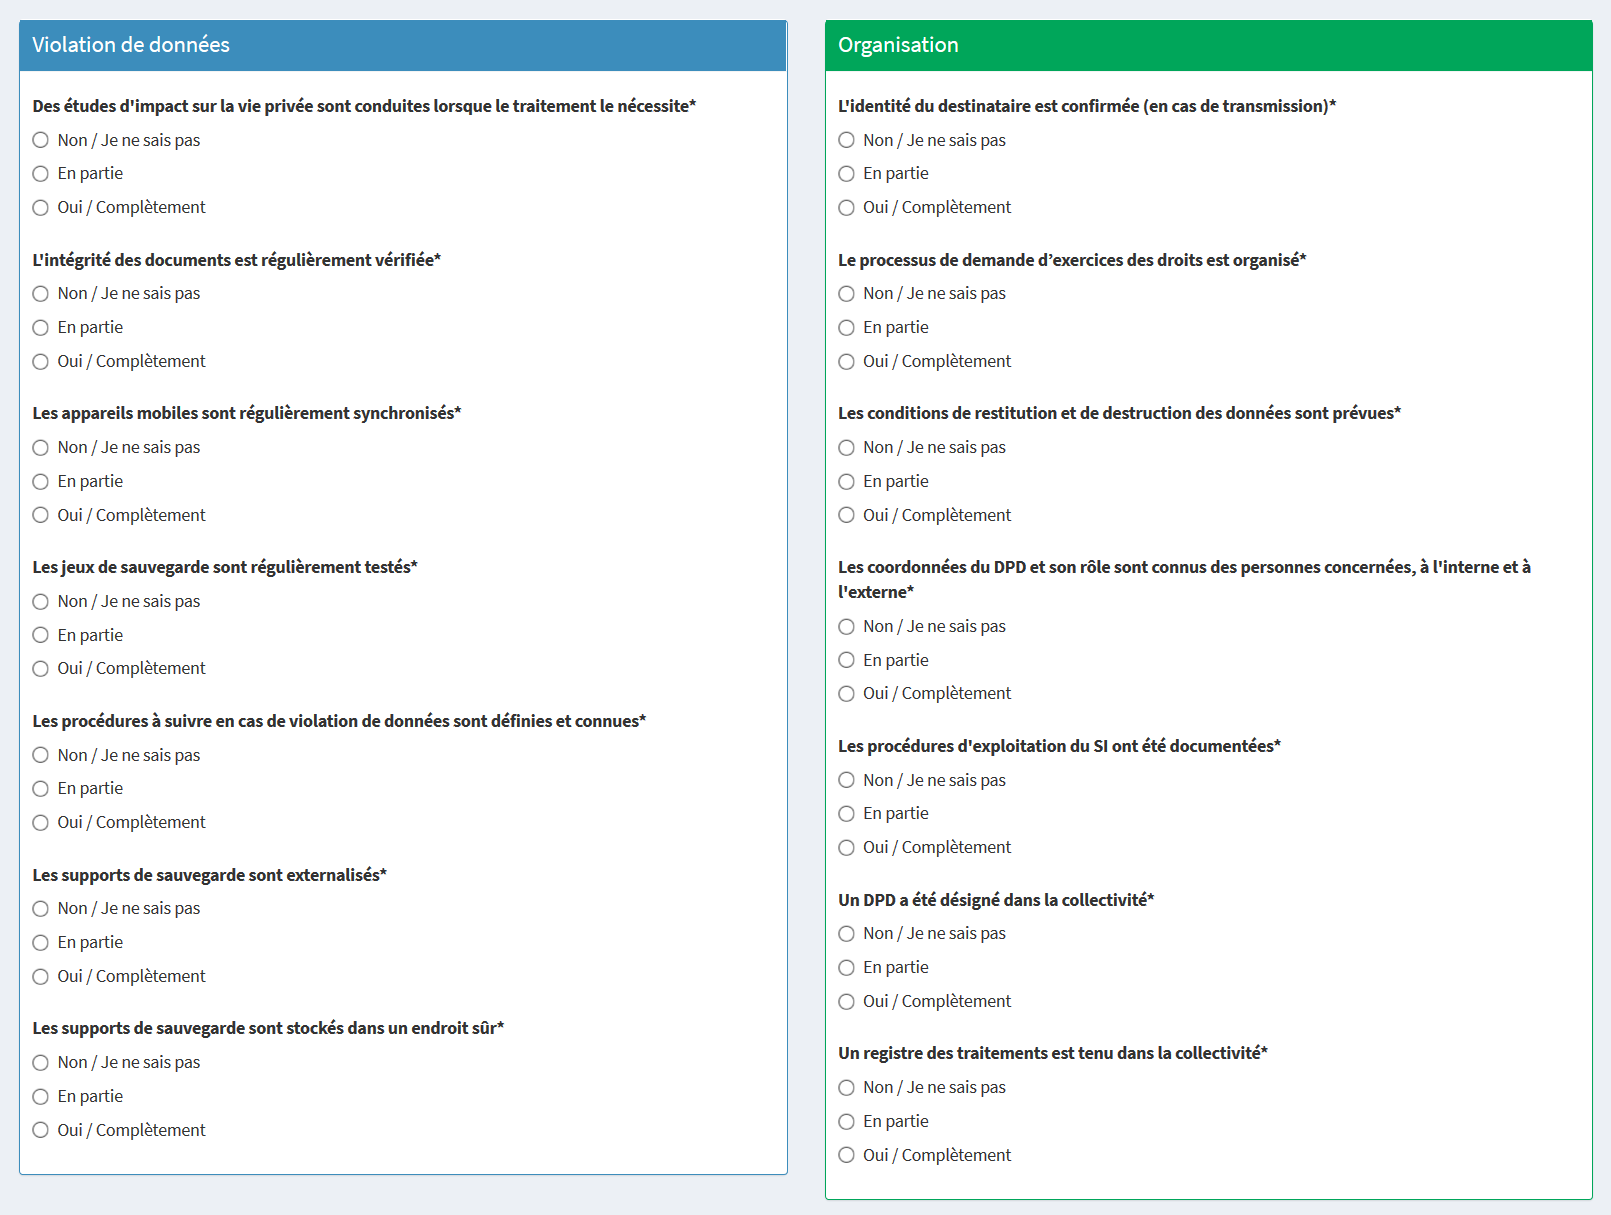 Violation de données
Des études d'impact sur la vie privée sont conduites lorsque le traitement le nécessite*
Non / Je ne sais pas
En partie
Oui / Complètement
L'intégrité des documents est régulièrement vérifiée*
Non / Je ne sais pas
En partie
Oui / Complètement
Les appareils mobiles sont régulièrement synchronisés*
Non / Je ne sais pas
En partie
Oui / Complètement
Les jeux de sauvegarde sont régulièrement testés*
Non / Je ne sais pas
En partie
Oui / Complètement
Les procédures à suivre en cas de violation de données sont définies et connues*
Non / Je ne sais pas
En partie
Oui / Complètement
Les supports de sauvegarde sont externalisés*
Non / Je ne sais pas
En partie
Oui / Complètement
Les supports de sauvegarde sont stockés dans un endroit sûr*
Non / Je ne sais pas
En partie
Oui / Complètement
Organisation
L'identité du destinataire est confirmée (en cas de transmission)*
Non / Je ne sais pas
En partie
Oui / Complètement
Le processus de demande d’exercices des droits est organisé*
Non / Je ne sais pas
En partie
Oui / Complètement
Les conditions de restitution et de destruction des données sont prévues*
Non / Je ne sais pas
En partie
Oui / Complètement
Les coordonnées du DPD et son rôle sont connus des personnes concernées, à l'interne et à
l'externe*
Non / Je ne sais pas
En partie
Oui / Complètement
Les procédures d'exploitation du SI ont été documentées*
Non / Je ne sais pas
En partie
Oui / Complètement
Un DPD a été désigné dans la collectivité*
Non / Je ne sais pas
En partie
Oui / Complètement
Un registre des traitements est tenu dans la collectivité*
Non / Je ne sais pas
En partie
Oui / Complètement